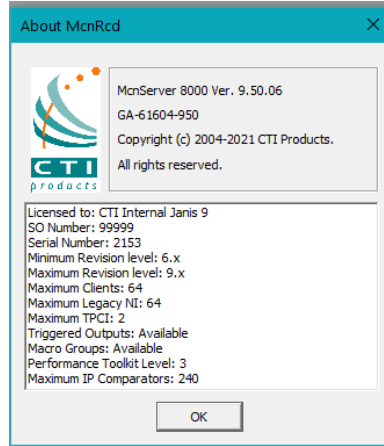 About McnRcd
McnServer 8000 Ver. 9.50.06
GA-61604-950
Copyright (c) 2004-2021 CTI Products.
All rights reserved.
CTI
products
Licensed to: CTI Internal Janis 9
SO Number: 99999
Serial Number: 2153
Minimum Revision level: 6.x
Maximum Revision level: 9.x
Maximum Clients: 64
Maximum Legacy NI: 64
Maximum TPCI: 2
Triggered Outputs: Available
Macro Groups: Available
Performance Toolkit Level: 3
Maximum IP Comparators: 240
OK